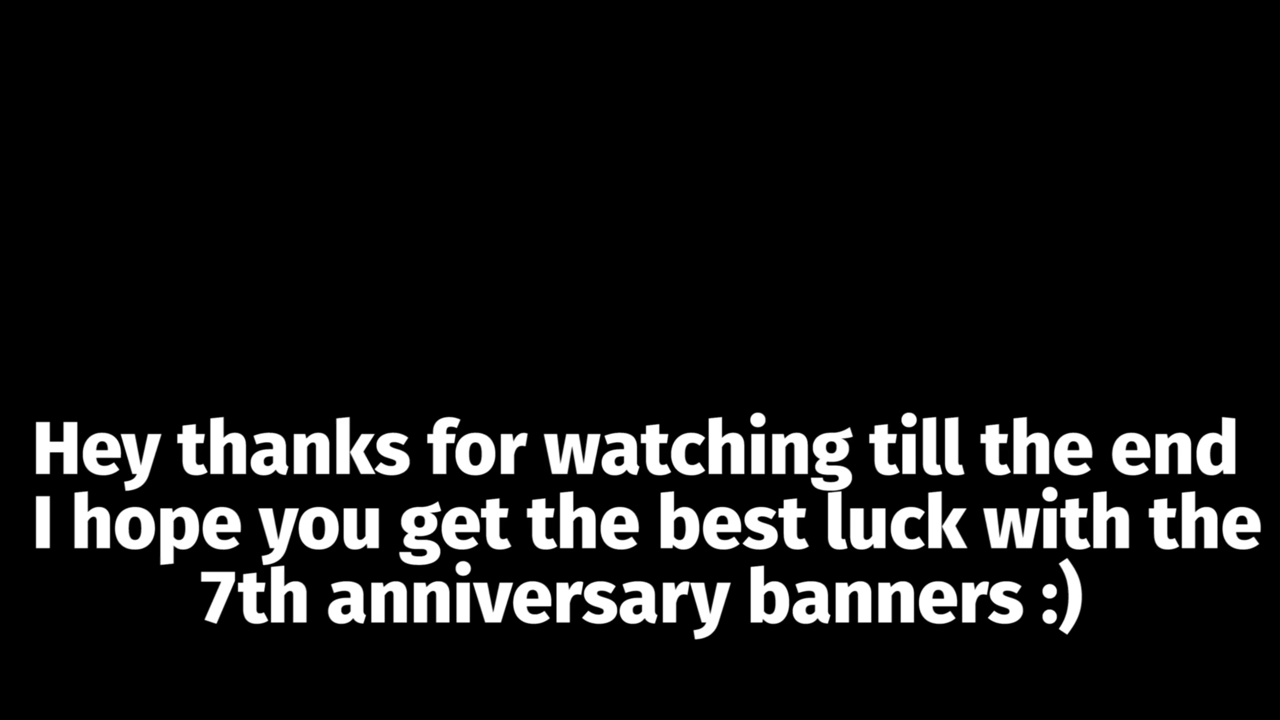 Hey thanks for watching till the end
I hope you get the best luck with the
7th anniversary banners :)